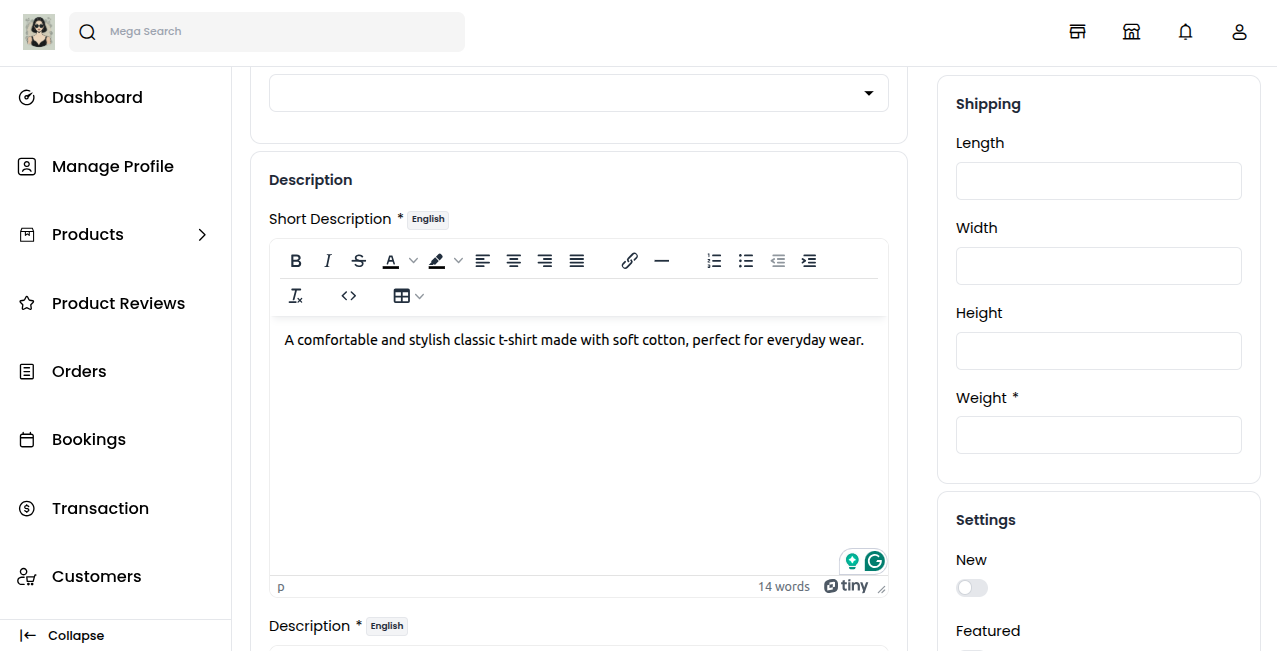 Mega Search
Dashboard
Manage Profile
Products
Product Reviews
Orders
Bookings
Transaction
Customers
Collapse
Description
Short Description * English
B I S A
A comfortable and stylish classic t-shirt made with soft cotton, perfect for everyday wear.
p 14 words tiny
Description * English
Shipping
Length
Width
Height
Weight *
Settings
New
Featured